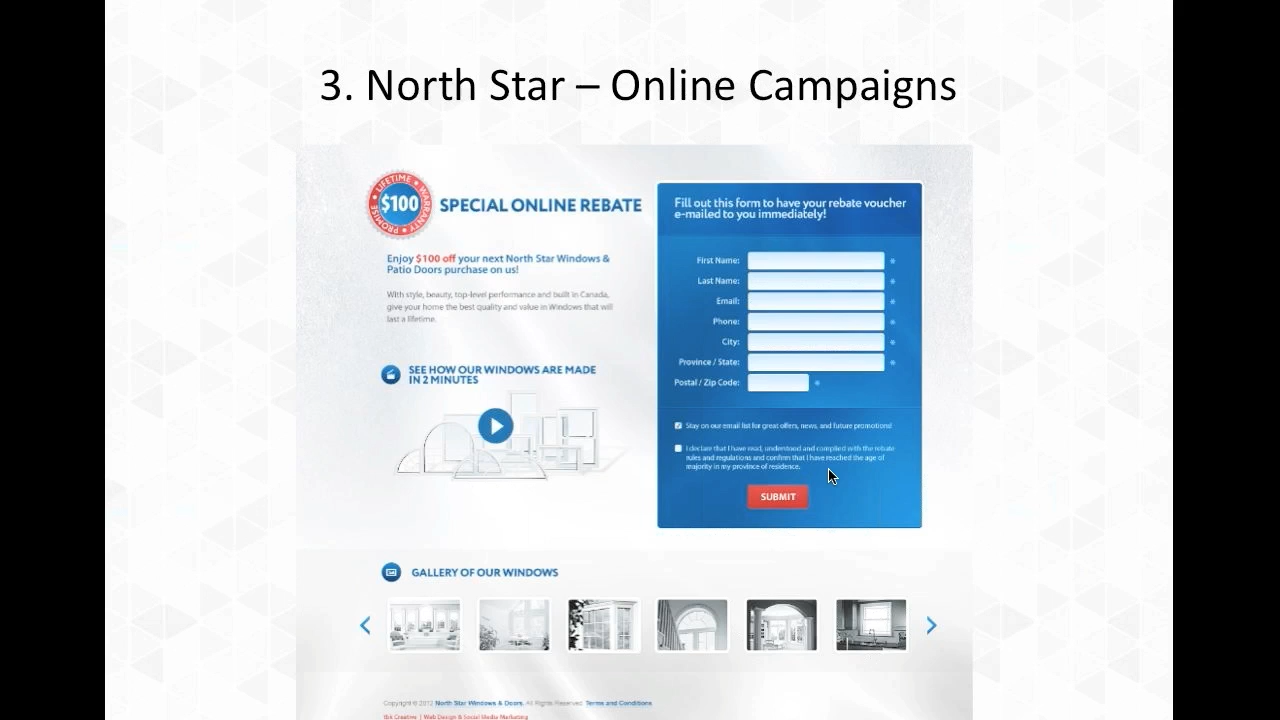 3. North Star – Online Campaigns
LIFETIME • WARRANTY • PROMISE •
$100
SPECIAL ONLINE REBATE
Enjoy $100 off your next North Star Windows &
Patio Doors purchase on us!
With style, beauty, top-level performance and built in Canada,
give your home the best quality and value in Windows that will
last a lifetime.
SEE HOW OUR WINDOWS ARE MADE
IN 2 MINUTES
Fill out this form to have your rebate voucher
e-mailed to you immediately!
First Name: *
Last Name: *
Email: *
Phone: *
City: *
Province / State: *
Postal / Zip Code: *
Stay on our email list for great offers, news, and future promotions!
I declare that I have read, understood and complied with the rebate
rules and regulations and confirm that I have reached the age of
majority in my province of residence.
SUBMIT
GALLERY OF OUR WINDOWS
Copyright © 2012 North Star Windows & Doors. All Rights Reserved. Terms and Conditions
tbk Creative | Web Design & Social Media Marketing